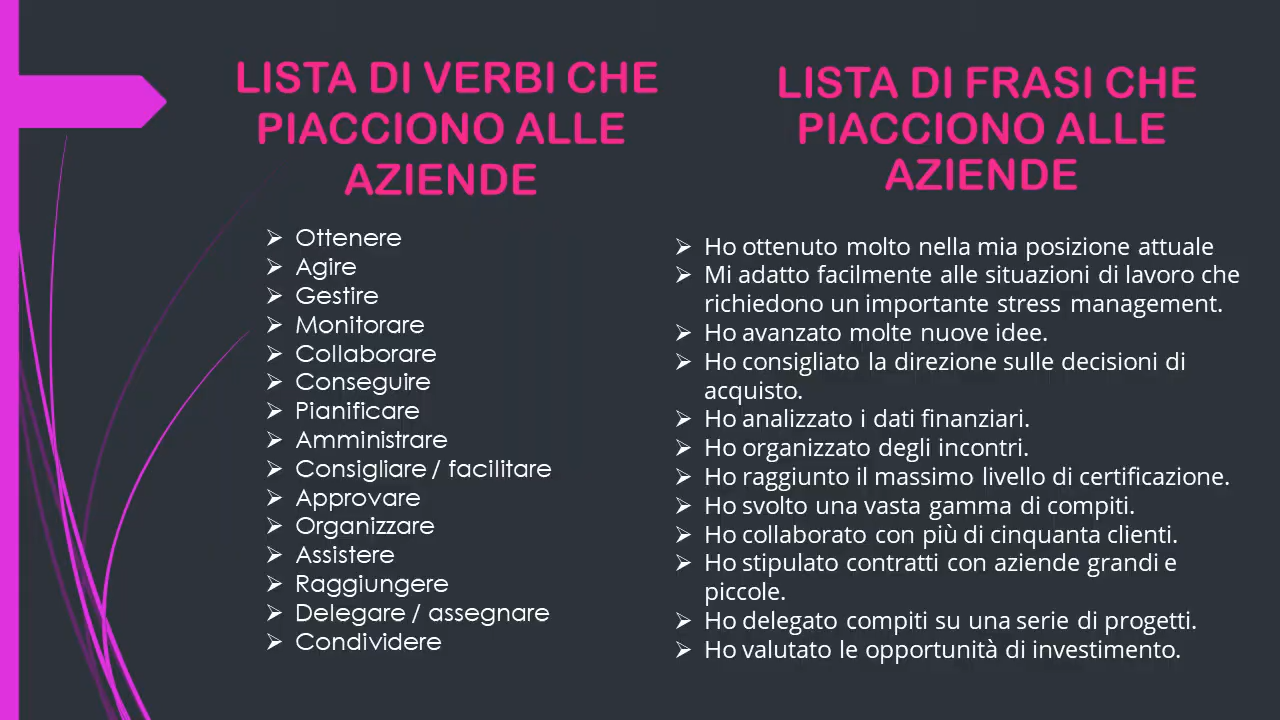 LISTA DI VERBI CHE
PIACCIONO ALLE
AZIENDE
Ottenere
Agire
Gestire
Monitorare
Collaborare
Conseguire
Pianificare
Amministrare
Consigliare / facilitare
Approvare
Organizzare
Assistere
Raggiungere
Delegare / assegnare
Condividere
LISTA DI FRASI CHE
PIACCIONO ALLE
AZIENDE
Ho ottenuto molto nella mia posizione attuale
Mi adatto facilmente alle situazioni di lavoro che
richiedono un importante stress management.
Ho avanzato molte nuove idee.
Ho consigliato la direzione sulle decisioni di
acquisto.
Ho analizzato i dati finanziari.
Ho organizzato degli incontri.
Ho raggiunto il massimo livello di certificazione.
Ho svolto una vasta gamma di compiti.
Ho collaborato con più di cinquanta clienti.
Ho stipulato contratti con aziende grandi e
piccole.
Ho delegato compiti su una serie di progetti.
Ho valutato le opportunità di investimento.